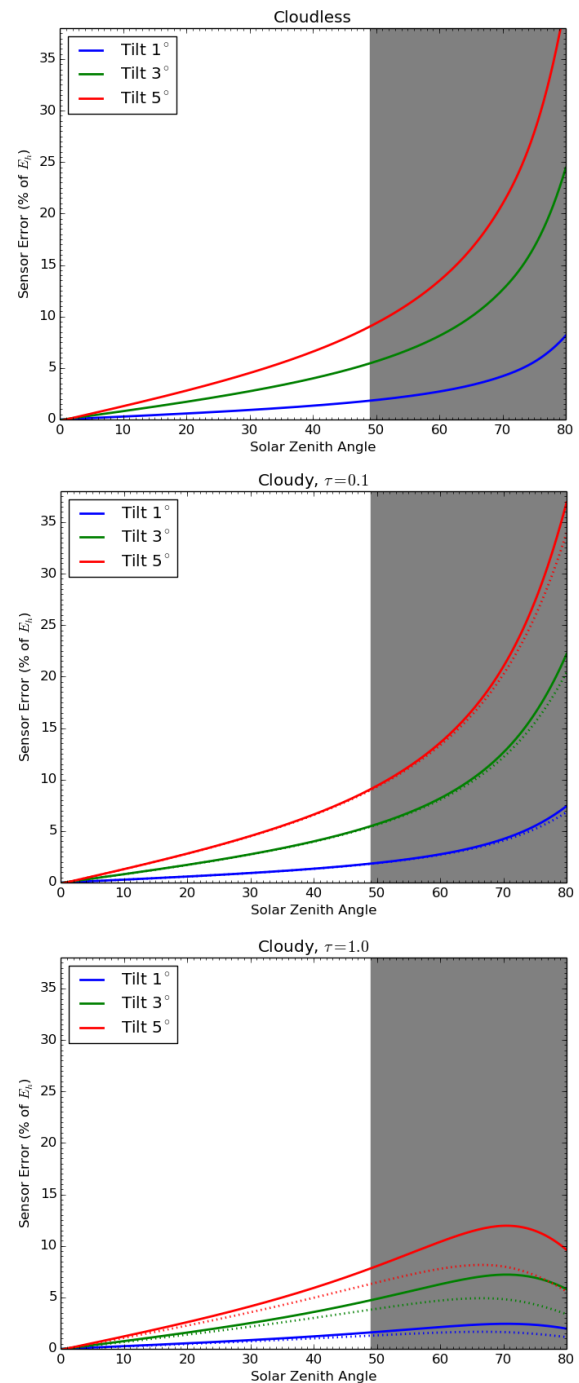 Cloudless
Tilt 1°
Tilt 3°
Tilt 5°
Sensor Error (% of E_h)
35
30
25
20
15
10
5
0
0 10 20 30 40 50 60 70 80
Solar Zenith Angle
Cloudy, τ=0.1
Tilt 1°
Tilt 3°
Tilt 5°
Sensor Error (% of E_h)
35
30
25
20
15
10
5
0
0 10 20 30 40 50 60 70 80
Solar Zenith Angle
Cloudy, τ=1.0
Tilt 1°
Tilt 3°
Tilt 5°
Sensor Error (% of E_h)
35
30
25
20
15
10
5
0
0 10 20 30 40 50 60 70 80
Solar Zenith Angle